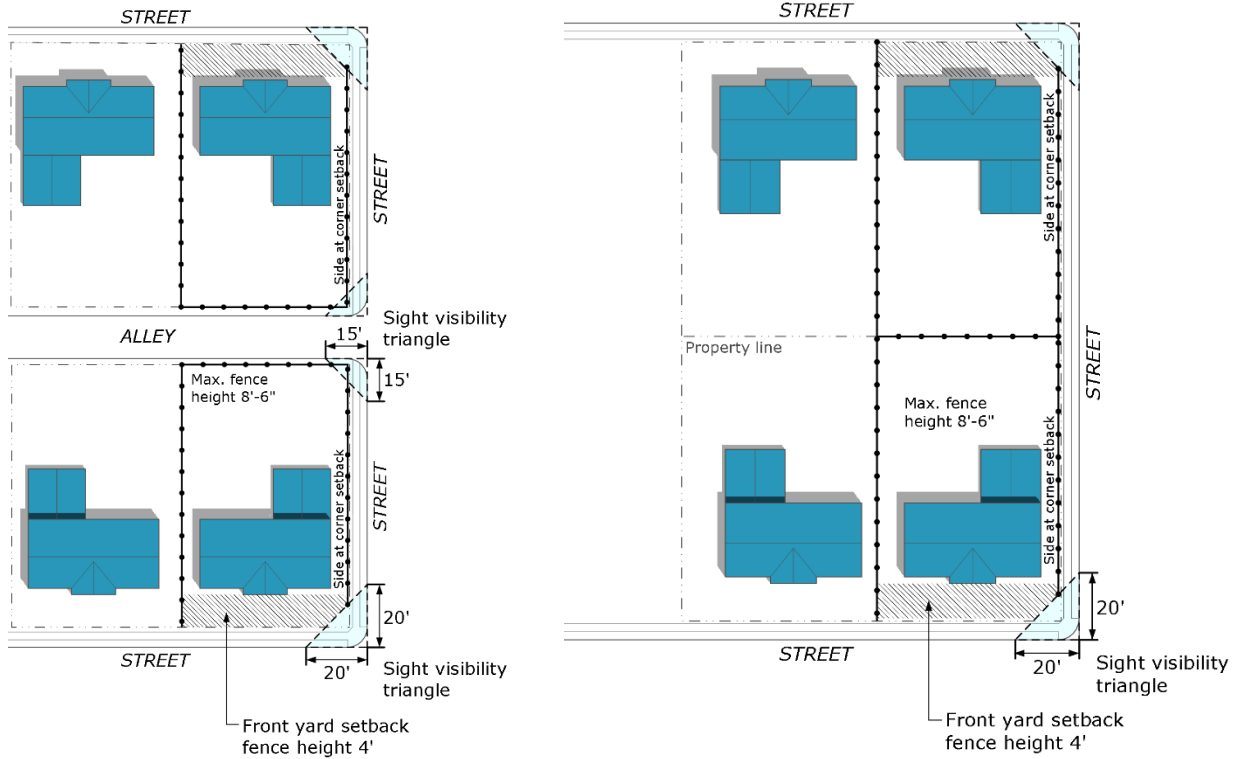 STREET
STREET
Side at corner setback
ALLEY
Sight visibility
triangle
15'
15'
Max. fence
height 8'-6"
STREET
Side at corner setback
20'
STREET
20'
Sight visibility
triangle
Front yard setback
fence height 4'
STREET
Side at corner setback
Property line
STREET
Max. fence
height 8'-6"
Side at corner setback
20'
STREET
20'
Sight visibility
triangle
Front yard setback
fence height 4'